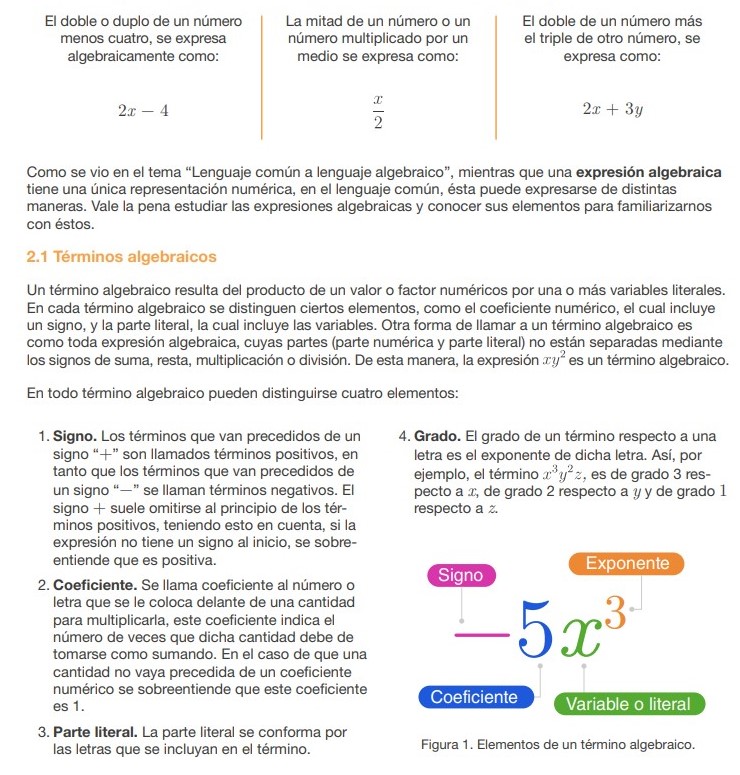 El doble o duplo de un número
menos cuatro, se expresa
algebraicamente como:
2x − 4
La mitad de un número o un
número multiplicado por un
medio se expresa como:
x
2
El doble de un número más
el triple de otro número, se
expresa como:
2x + 3y
Como se vio en el tema “Lenguaje común a lenguaje algebraico”, mientras que una expresión algebraica
tiene una única representación numérica, en el lenguaje común, ésta puede expresarse de distintas
maneras. Vale la pena estudiar las expresiones algebraicas y conocer sus elementos para familiarizarnos
con éstos.
2.1 Términos algebraicos
Un término algebraico resulta del producto de un valor o factor numéricos por una o más variables literales.
En cada término algebraico se distinguen ciertos elementos, como el coeficiente numérico, el cual incluye
un signo, y la parte literal, la cual incluye las variables. Otra forma de llamar a un término algebraico es
como toda expresión algebraica, cuyas partes (parte numérica y parte literal) no están separadas mediante
los signos de suma, resta, multiplicación o división. De esta manera, la expresión xy² es un término algebraico.
En todo término algebraico pueden distinguirse cuatro elementos:
1. Signo. Los términos que van precedidos de un
signo “+” son llamados términos positivos, en
tanto que los términos que van precedidos de
un signo “—” se llaman términos negativos. El
signo + suele omitirse al principio de los tér-
minos positivos, teniendo esto en cuenta, si la
expresión no tiene un signo al inicio, se sobre-
entiende que es positiva.
2. Coeficiente. Se llama coeficiente al número o
letra que se le coloca delante de una cantidad
para multiplicarla, este coeficiente indica el
número de veces que dicha cantidad debe de
tomarse como sumando. En el caso de que una
cantidad no vaya precedida de un coeficiente
numérico se sobreentiende que este coeficiente
es 1.
3. Parte literal. La parte literal se conforma por
las letras que se incluyan en el término.
4. Grado. El grado de un término respecto a una
letra es el exponente de dicha letra. Así, por
ejemplo, el término x³y²z, es de grado 3 res-
pecto a x, de grado 2 respecto a y y de grado 1
respecto a z.
Signo
Exponente
−5x³
Coeficiente
Variable o literal
Figura 1. Elementos de un término algebraico.